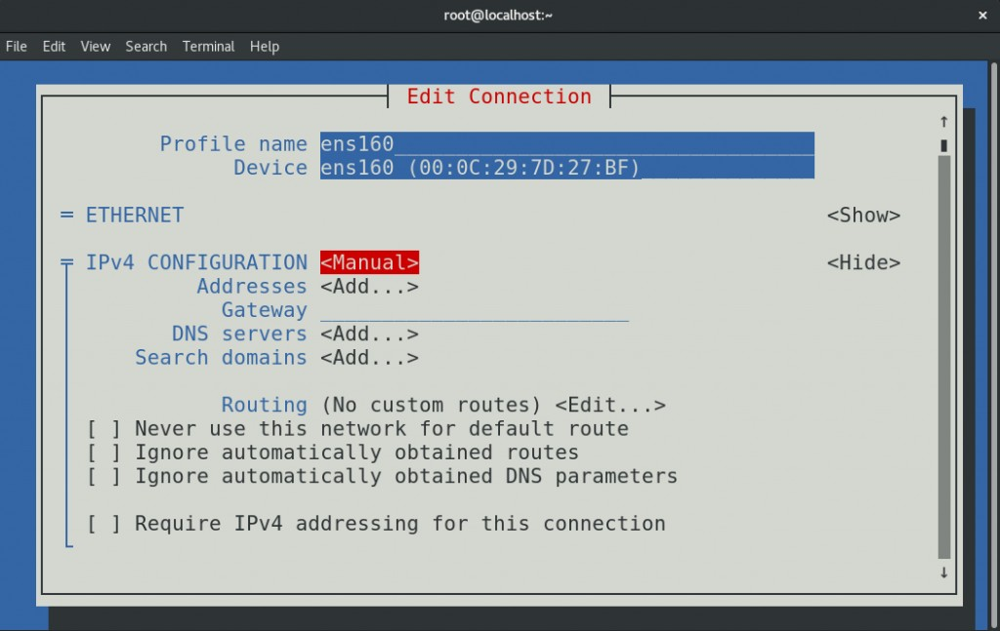 root@localhost:~ ×
File Edit View Search Terminal Help
Edit Connection
Profile name ens160
Device ens160 (00:0C:29:7D:27:BF)
= ETHERNET <Show>
IPv4 CONFIGURATION <Manual> <Hide>
Addresses <Add...>
Gateway
DNS servers <Add...>
Search domains <Add...>
Routing (No custom routes) <Edit...>
[ ] Never use this network for default route
[ ] Ignore automatically obtained routes
[ ] Ignore automatically obtained DNS parameters
[ ] Require IPv4 addressing for this connection